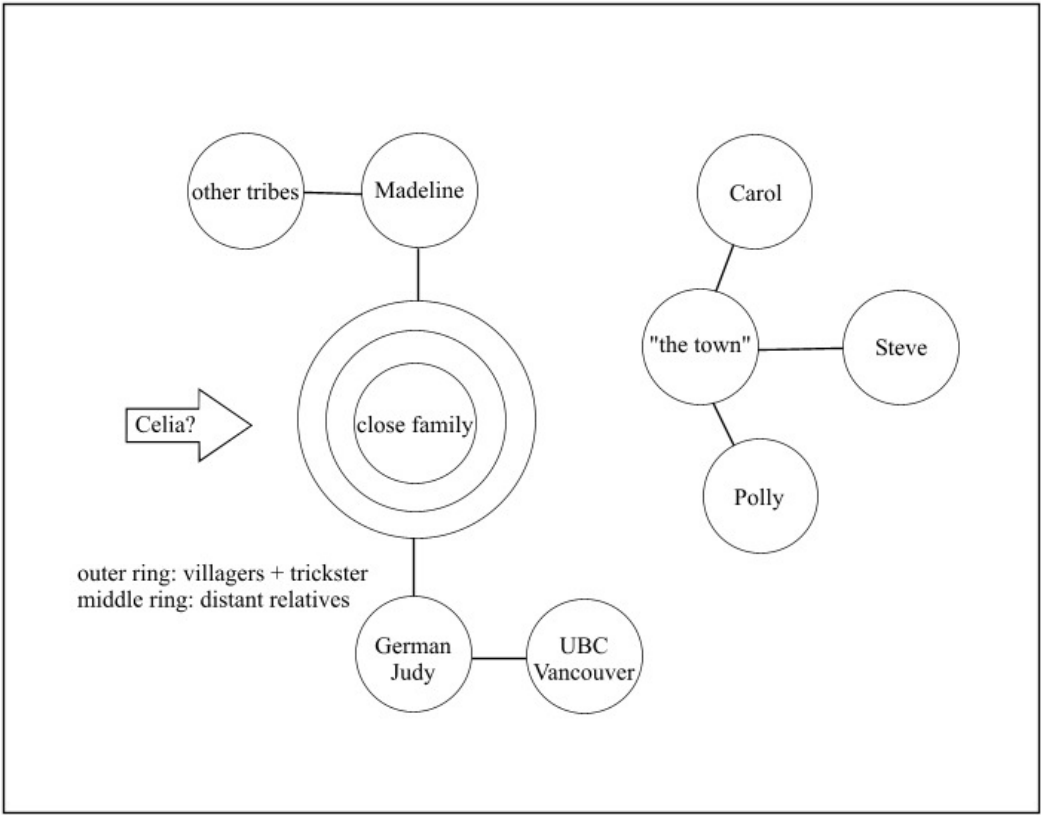 other tribes
Madeline
Carol
"the town"
Steve
Celia?
close family
Polly
outer ring: villagers + trickster
middle ring: distant relatives
German
Judy
UBC
Vancouver